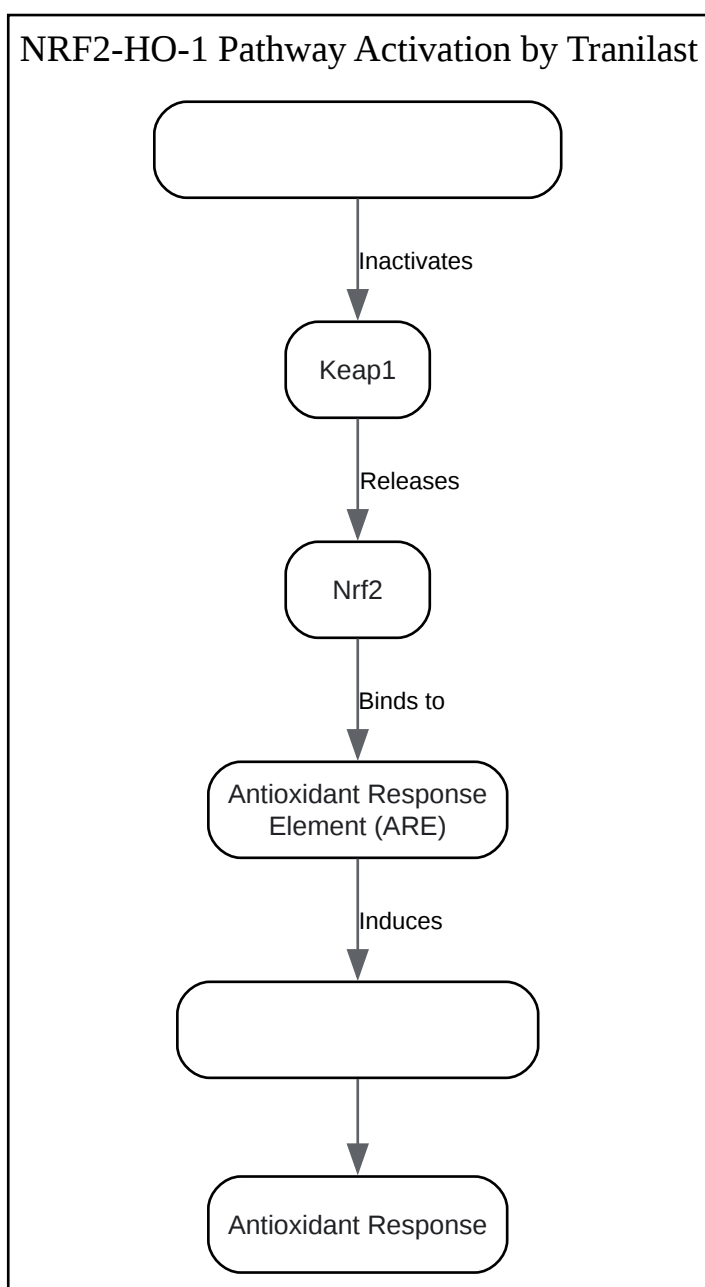 NRF2-HO-1 Pathway Activation by Tranilast
Inactivates
Keap1
Releases
Nrf2
Binds to
Antioxidant Response
Element (ARE)
Induces
Antioxidant Response